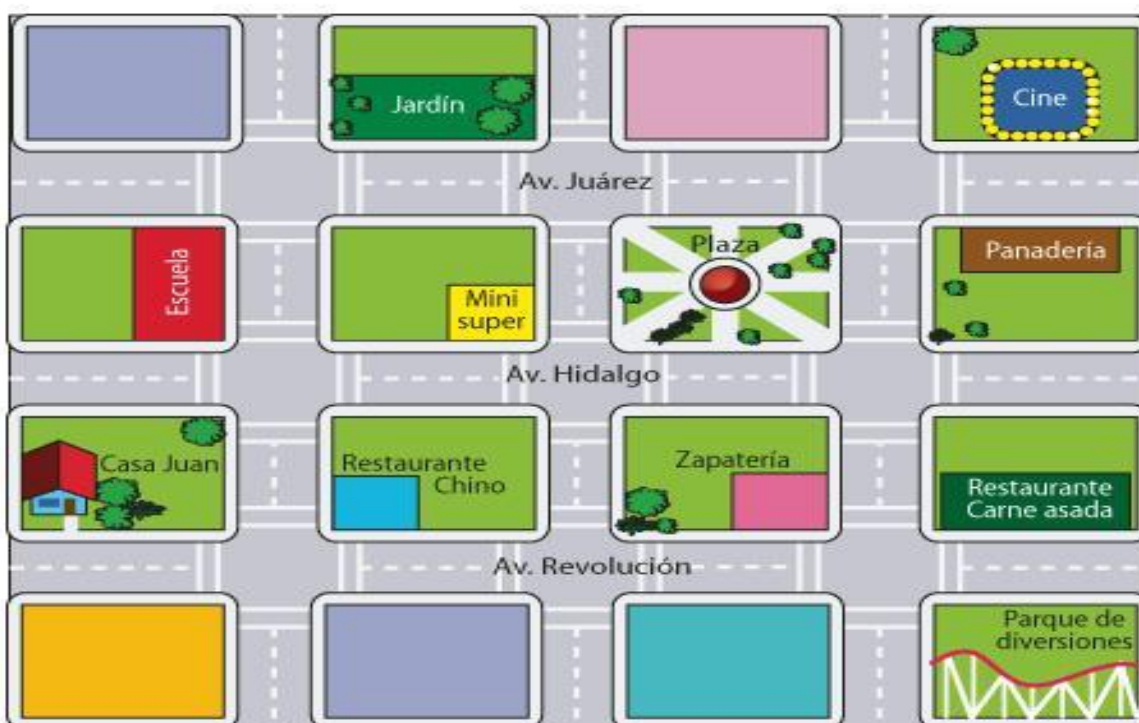 Jardín
Cine
Av. Juárez
Escuela
Mini
super
Plaza
Panadería
Av. Hidalgo
Casa Juan
Restaurante
Chino
Zapatería
Restaurante
Carne asada
Av. Revolución
Parque de
diversiones